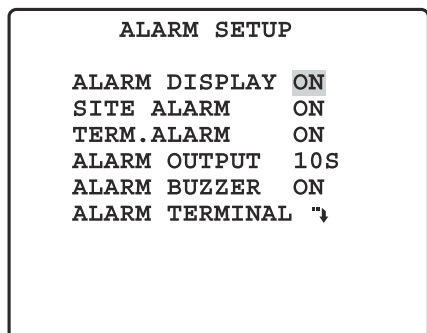 ALARM SETUP
ALARM DISPLAY ON
SITE ALARM ON
TERM.ALARM ON
ALARM OUTPUT 10S
ALARM BUZZER ON
ALARM TERMINAL